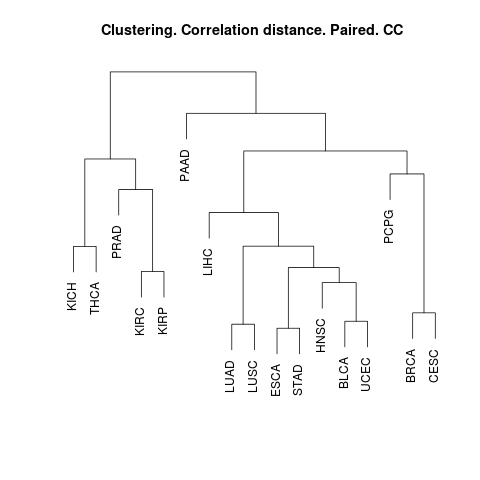 Clustering. Correlation distance. Paired. CC
KICH
THCA
PRAD
KIRC
KIRP
PAAD
LIHC
LUAD
LUSC
ESCA
STAD
HNSC
BLCA
UCEC
PCPG
BRCA
CESC